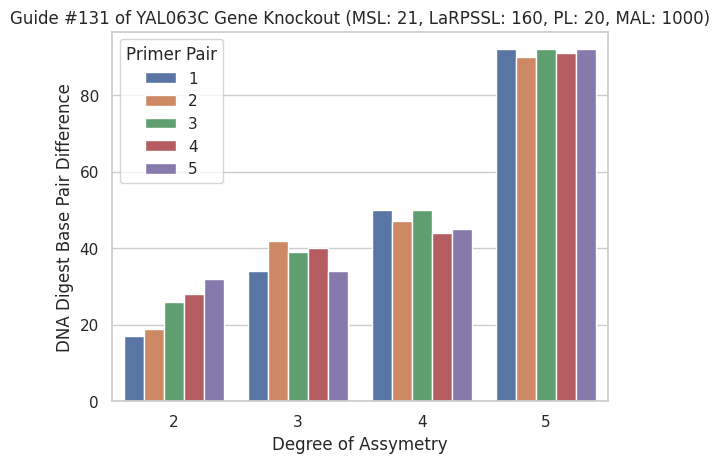 Guide #131 of YAL063C Gene Knockout (MSL: 21, LaRPSSL: 160, PL: 20, MAL: 1000)
Primer Pair
1
2
3
4
5
DNA Digest Base Pair Difference
80
60
40
20
0
2 3 4 5
Degree of Assymetry